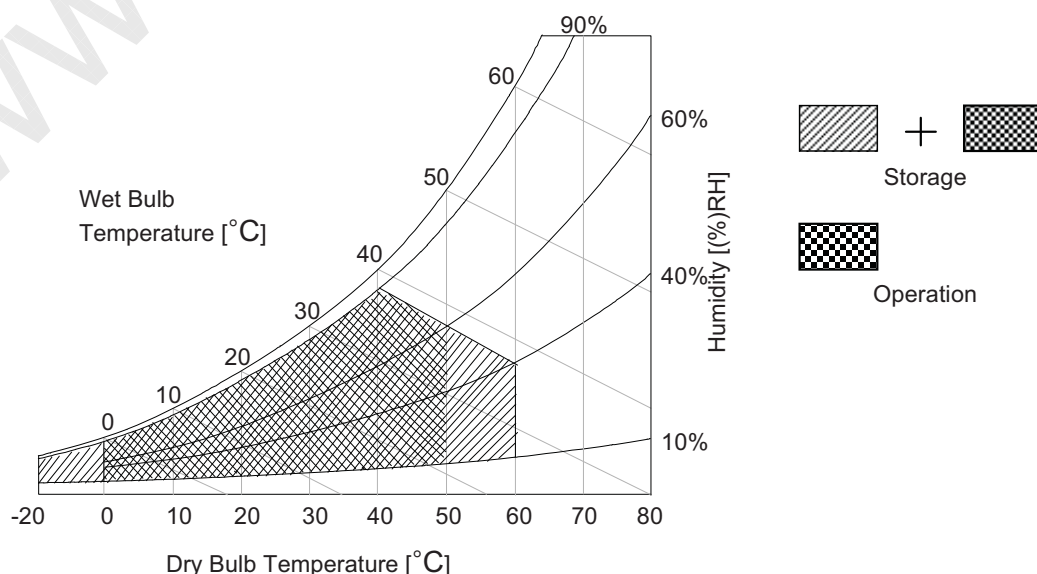 90%
60
60%
Storage
50
Wet Bulb
Temperature [°C]
Humidity [(%)RH]
40
40%
Operation
30
20
10
0
10%
-20 0 10 20 30 40 50 60 70 80
Dry Bulb Temperature [°C]